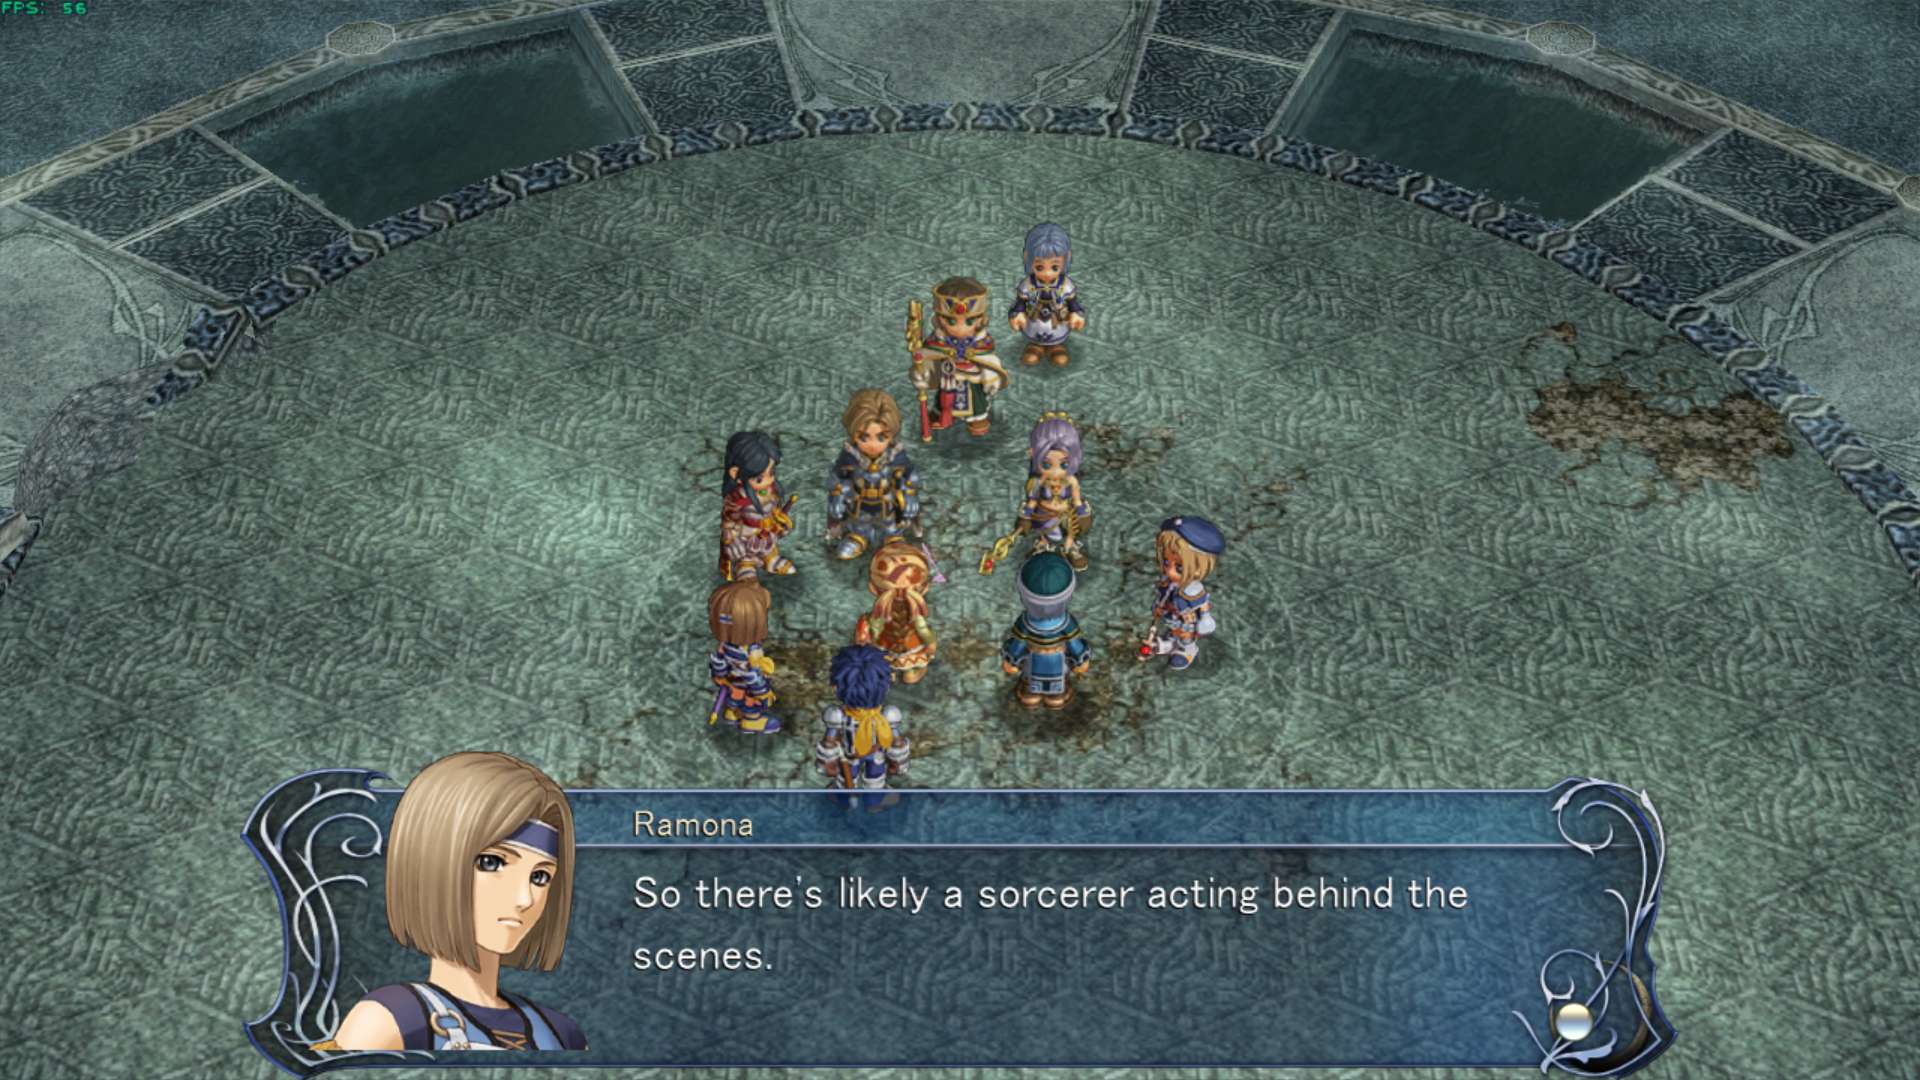 FPS: 56
Ramona
So there's likely a sorcerer acting behind the
scenes.